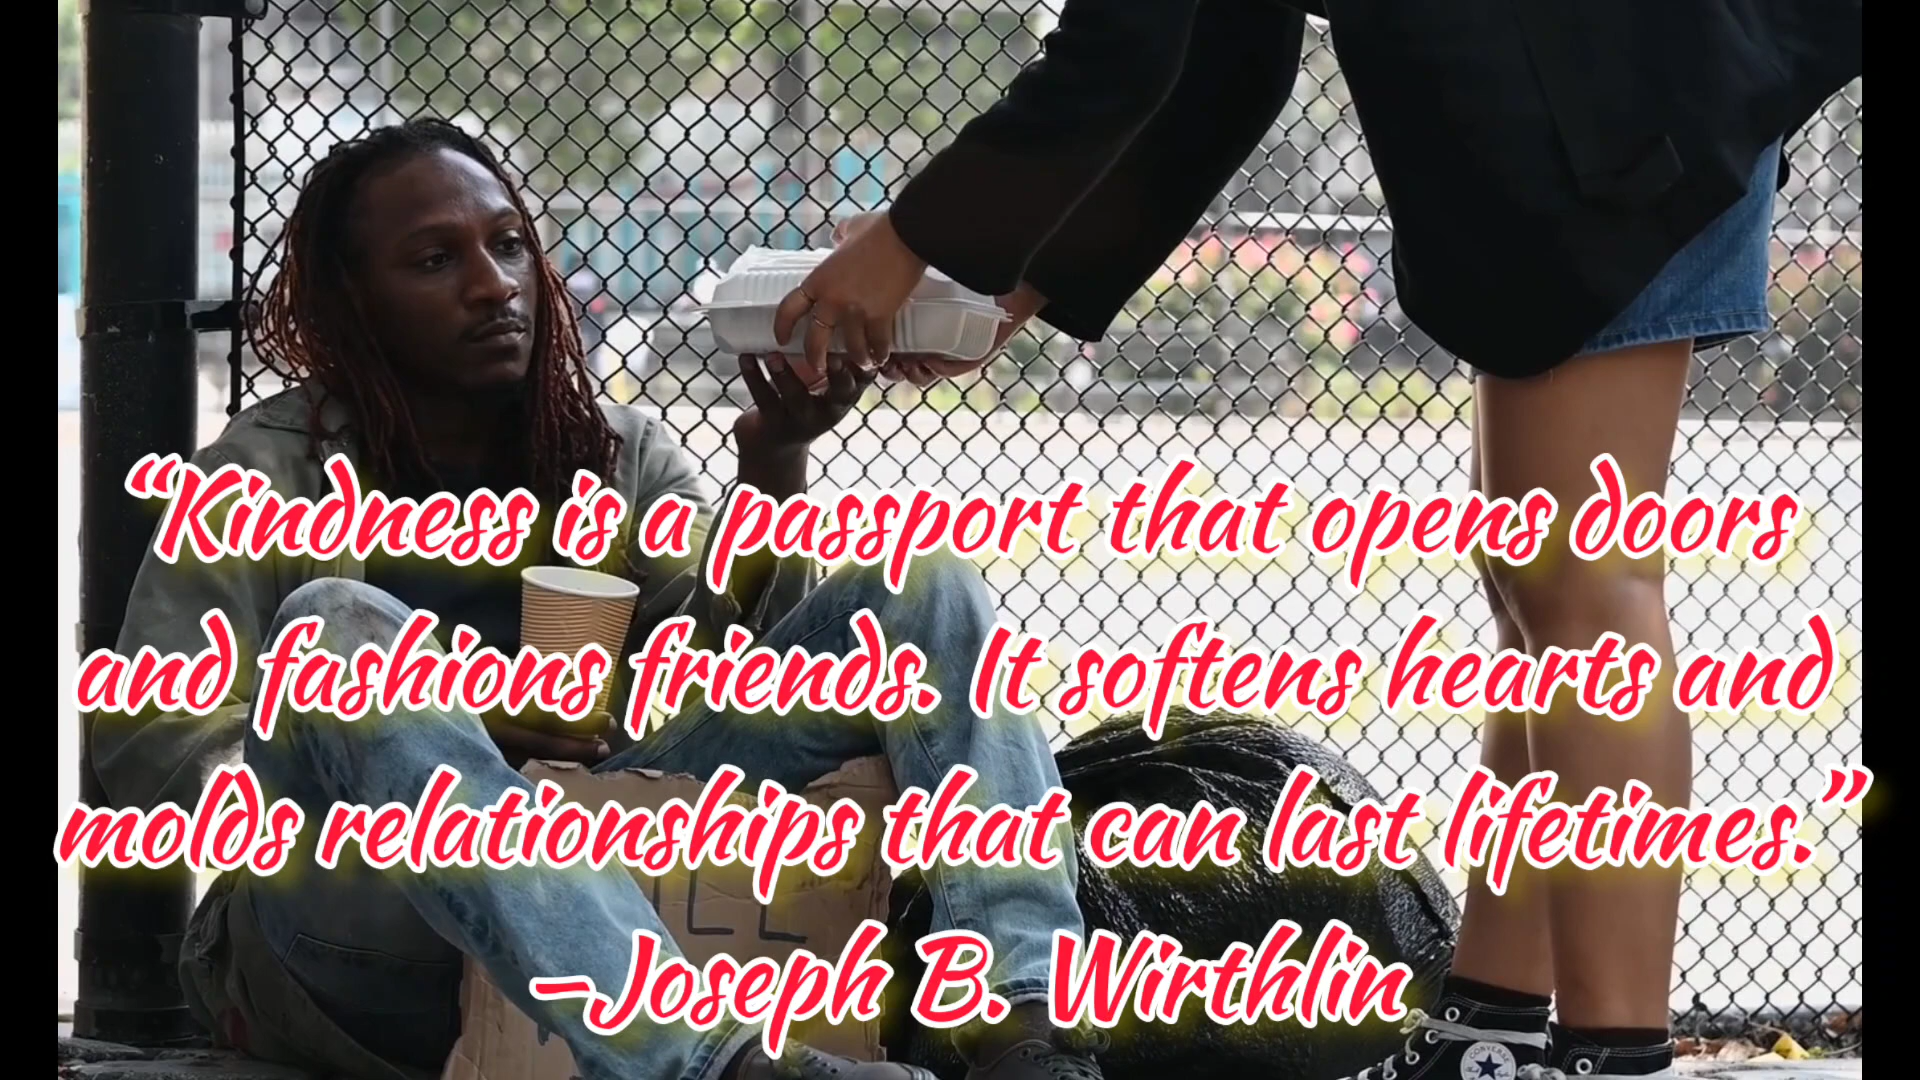 “Kindness is a passport that opens doors
and fashions friends. It softens hearts and
molds relationships that can last lifetimes.”
–Joseph B. Wirthlin
CONVERSE